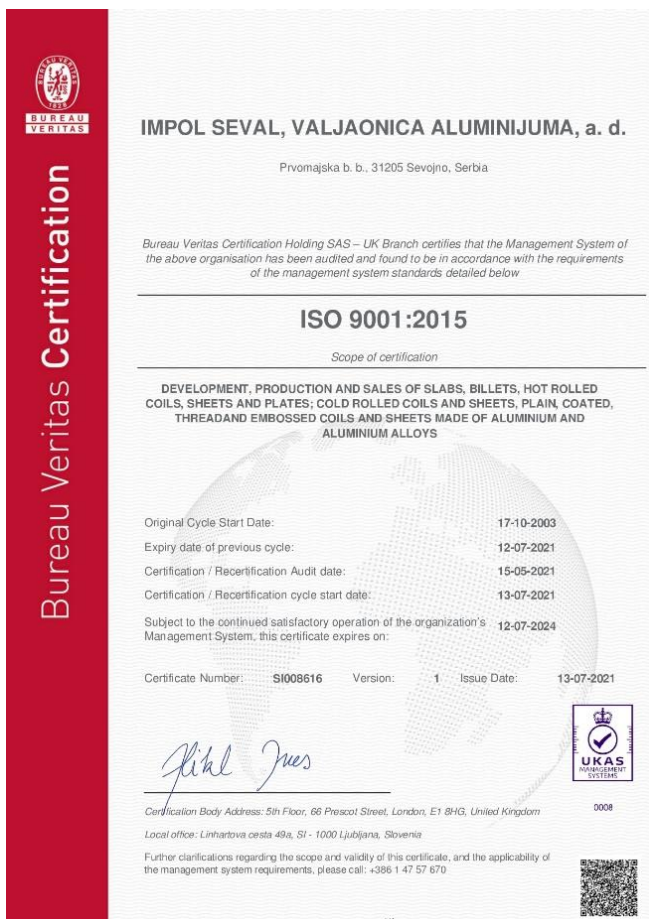 BUREAU VERITAS
1828
BUREAU
VERITAS
Bureau Veritas Certification
IMPOL SEVAL, VALJAONICA ALUMINIJUMA, a. d.
Prvomajska b. b., 31205 Sevojno, Serbia
Bureau Veritas Certification Holding SAS – UK Branch certifies that the Management System of
the above organisation has been audited and found to be in accordance with the requirements
of the management system standards detailed below
ISO 9001:2015
Scope of certification
DEVELOPMENT, PRODUCTION AND SALES OF SLABS, BILLETS, HOT ROLLED
COILS, SHEETS AND PLATES; COLD ROLLED COILS AND SHEETS, PLAIN, COATED,
THREADAND EMBOSSED COILS AND SHEETS MADE OF ALUMINIUM AND
ALUMINIUM ALLOYS
Original Cycle Start Date: 17-10-2003
Expiry date of previous cycle: 12-07-2021
Certification / Recertification Audit date: 15-05-2021
Certification / Recertification cycle start date: 13-07-2021
Subject to the continued satisfactory operation of the organization's
Management System, this certificate expires on: 12-07-2024
Certificate Number: SI008616 Version: 1 Issue Date: 13-07-2021
UKAS
MANAGEMENT
SYSTEMS
0008
Certification Body Address: 5th Floor, 66 Prescot Street, London, E1 8HG, United Kingdom
Local office: Linhartova cesta 49a, SI - 1000 Ljubljana, Slovenia
Further clarifications regarding the scope and validity of this certificate, and the applicability of
the management system requirements, please call: +386 1 47 57 670